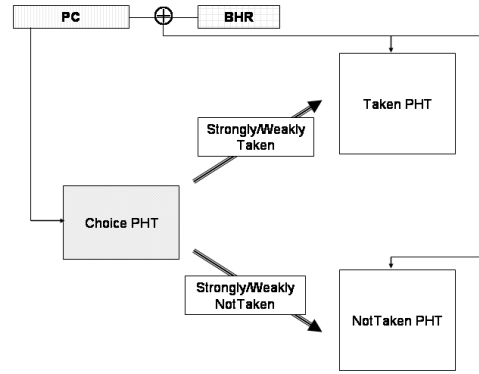 PC
BHR
Taken PHT
Strongly/Weakly
Taken
Choice PHT
Strongly/Weakly
NotTaken
NotTaken PHT